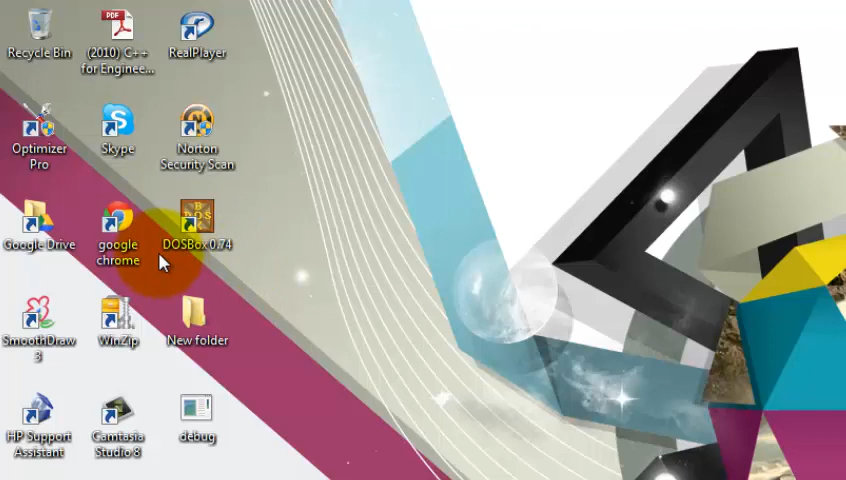 Recycle Bin
PDF
(2010) C++
for Enginee...
RealPlayer
Optimizer
Pro
Skype
Norton
Security Scan
Google Drive
google
chrome
DOS
DOSBox 0.74
SmoothDraw
3
WinZip
New folder
HP Support
Assistant
Camtasia
Studio 8
debug